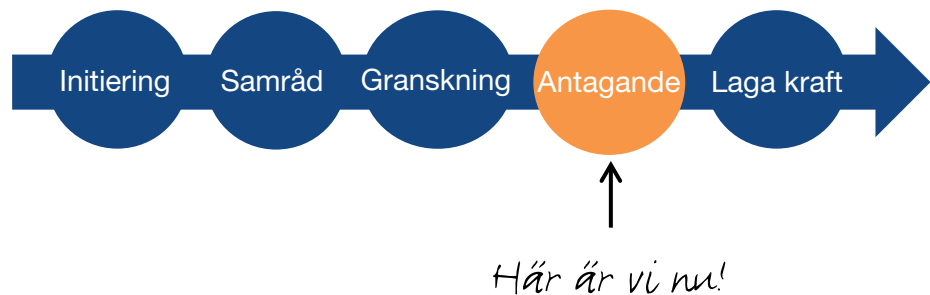 Initiering Samråd Granskning Antagande Laga kraft
Här är vi nu!